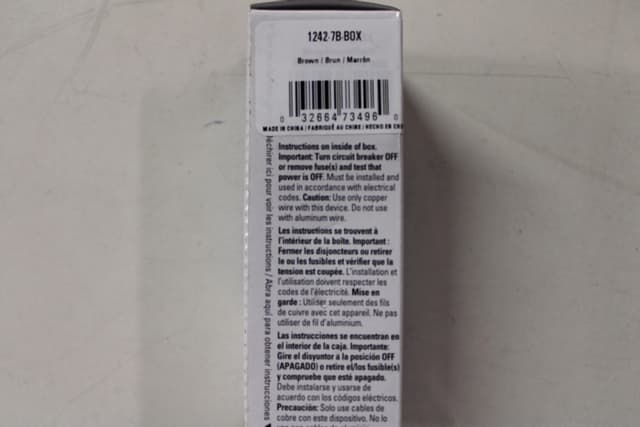 1242-7B-BOX
Brown / Brun / Marrón
0 32664 73496 0
MADE IN CHINA / FABRIQUÉ AU CHINE / HECHO EN CHI
Instructions on inside of box.
Important: Turn circuit breaker OFF
or remove fuse(s) and test that
power is OFF. Must be installed and
used in accordance with electrical
codes. Caution: Use only copper
wire with this device. Do not use
with aluminum wire.
Les instructions se trouvent à
l'intérieur de la boîte. Important :
Fermer les disjoncteurs ou retirer
le ou les fusibles et vérifier que la
tension est coupée. L'installation et
l'utilisation doivent respecter les
codes de l'électricité. Mise en
garde : Utiliser seulement des fils
de cuivre avec cet appareil. Ne pas
utiliser de fil d'aluminium.
Las instrucciones se encuentran en
el interior de la caja. Importante:
Gire el disyuntor a la posición OFF
(APAGADO) o retire el/los fusible(s)
y compruebe que esté apagado.
Debe instalarse y usarse de
acuerdo con los códigos eléctricos.
Precaución: Solo use cables de
cobre con este dispositivo. No lo
échirer ici pour voir les instructions / Abra aquí para obtener instrucciones